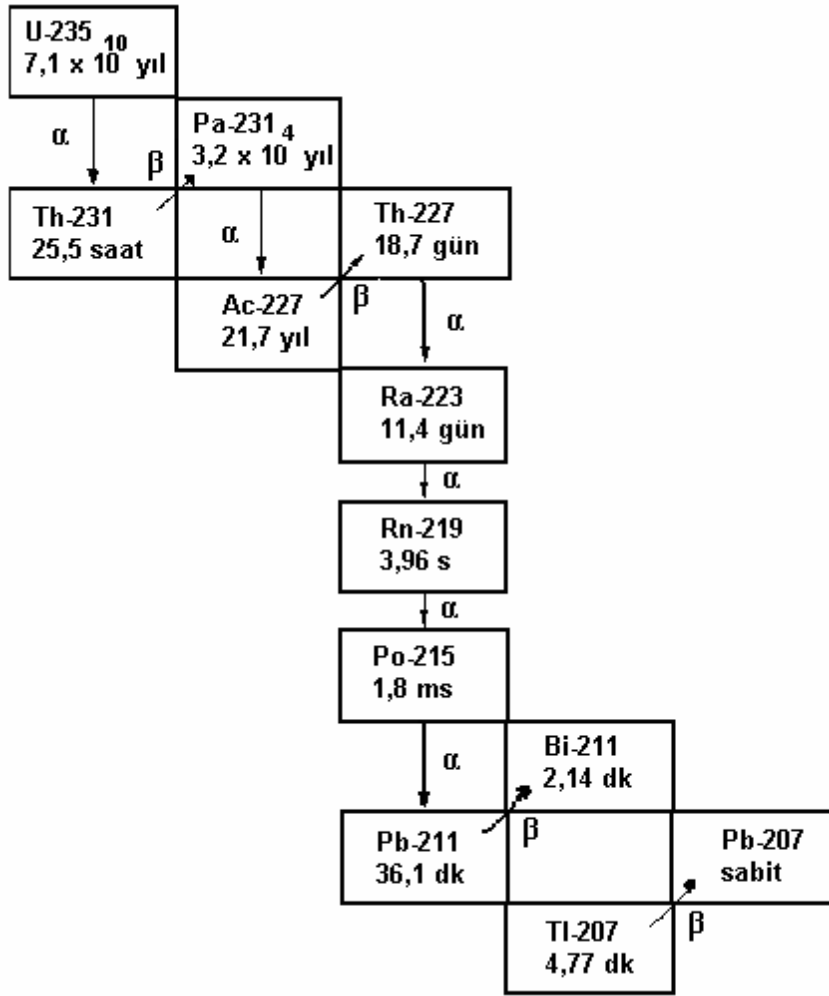 U-235
7,1 x 10 10 yıl
α
Pa-231
3,2 x 10 4 yıl
β
Th-231
25,5 saat
α
Th-227
18,7 gün
Ac-227
21,7 yıl
β
α
Ra-223
11,4 gün
α
Rn-219
3,96 s
α
Po-215
1,8 ms
α
Bi-211
2,14 dk
Pb-211
36,1 dk
β
Pb-207
sabit
Tl-207
4,77 dk
β